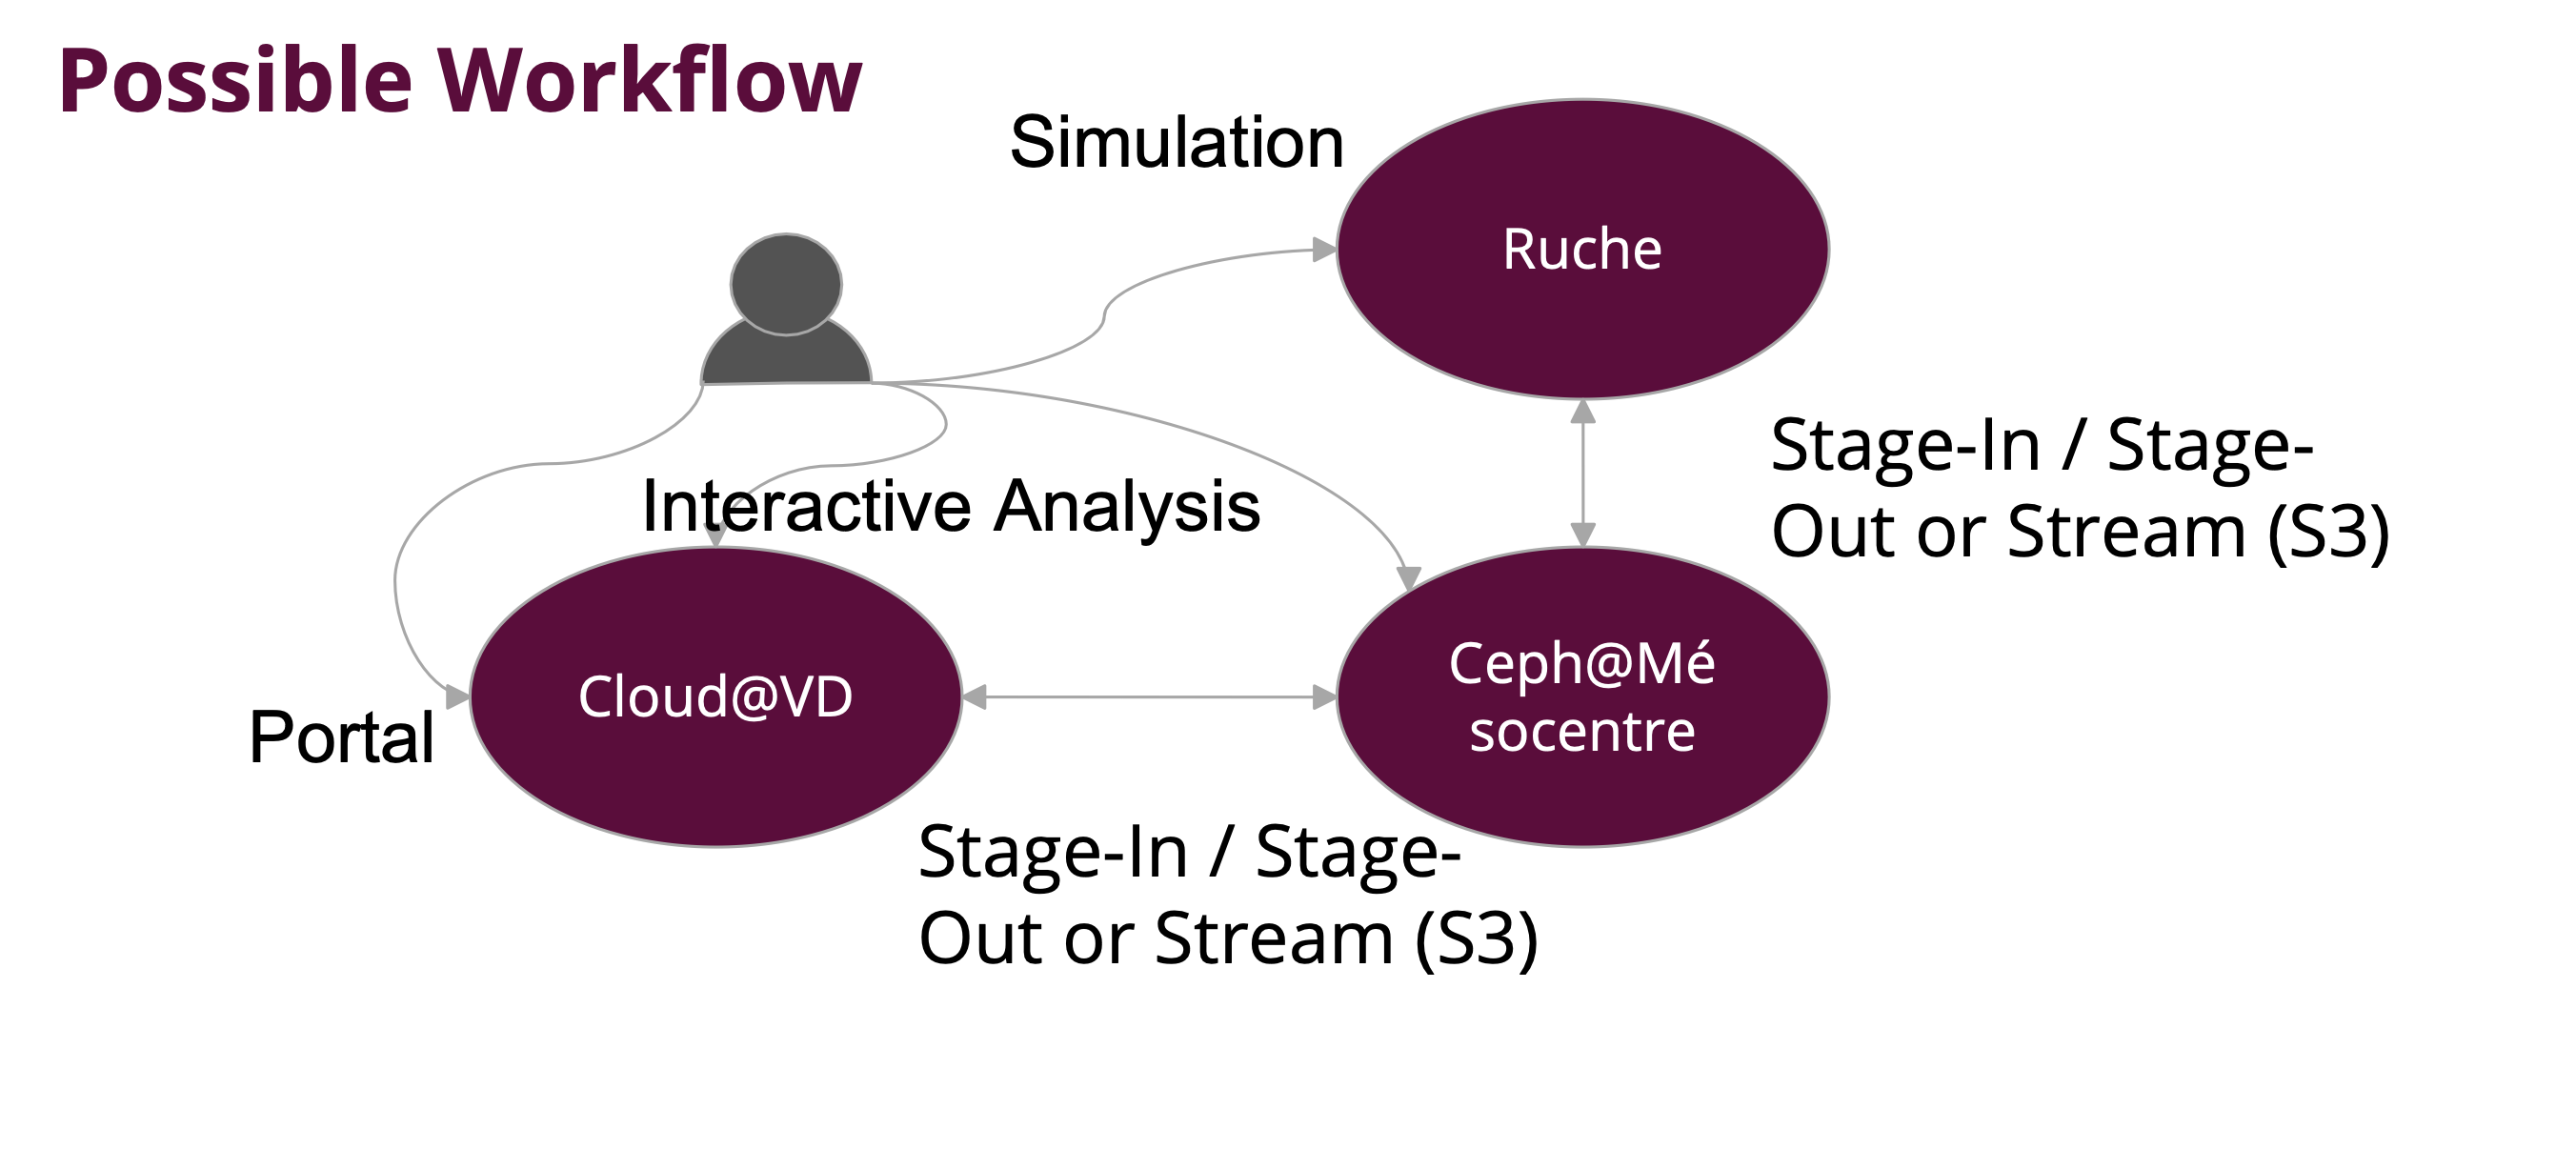 Possible Workflow
Simulation
Ruche
Stage-In / Stage-
Out or Stream (S3)
Interactive Analysis
Cloud@VD
Ceph@Mé
socentre
Portal
Stage-In / Stage-
Out or Stream (S3)